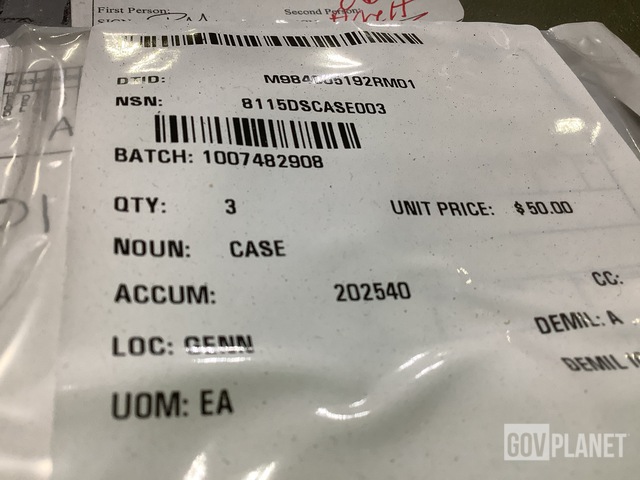 First Person:
Second Person:
DTID:
NSN: 8115DSCASE003
BATCH: 1007482908
QTY: 3 UNIT PRICE: $50.00
NOUN: CASE
ACCUM: 202540
CC:
LOC: GENN DEMIL: A
DEMIL
UOM: EA
GOVPLANET